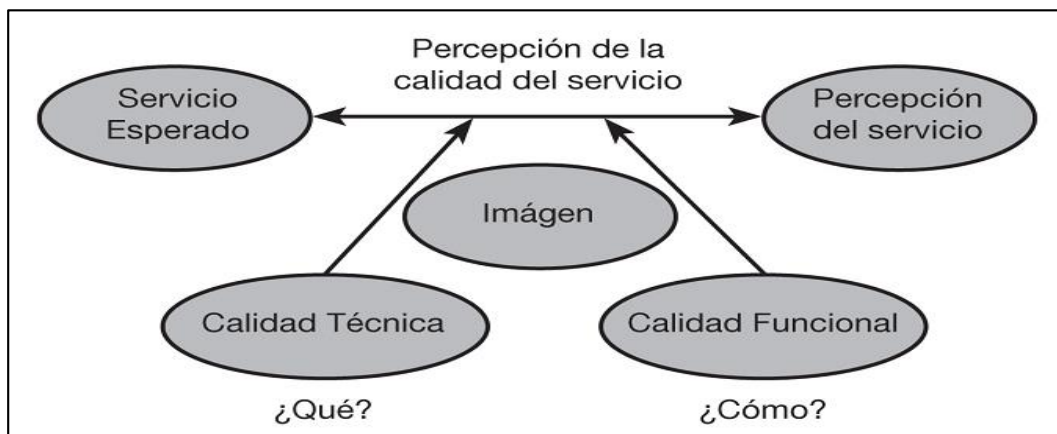 Percepción de la
calidad del servicio
Servicio
Esperado
Percepción
del servicio
Imágen
Calidad Técnica
Calidad Funcional
¿Qué?
¿Cómo?